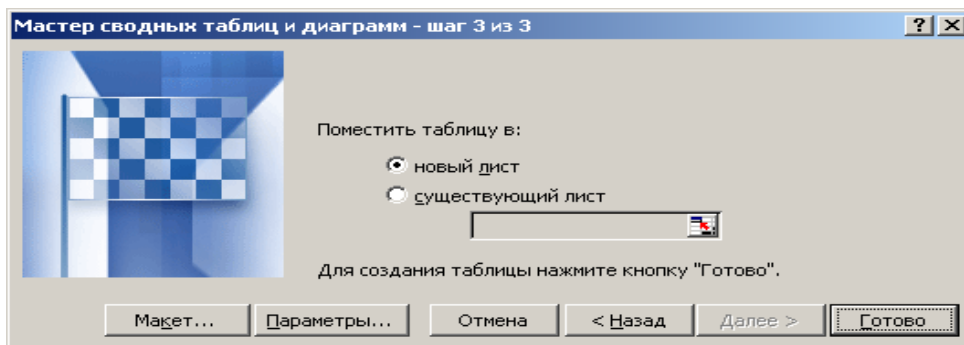 Мастер сводных таблиц и диаграмм - шаг 3 из 3
Поместить таблицу в:
новый лист
существующий лист
Для создания таблицы нажмите кнопку "Готово".
Макет... Параметры... Отмена < Назад Далее > Готово